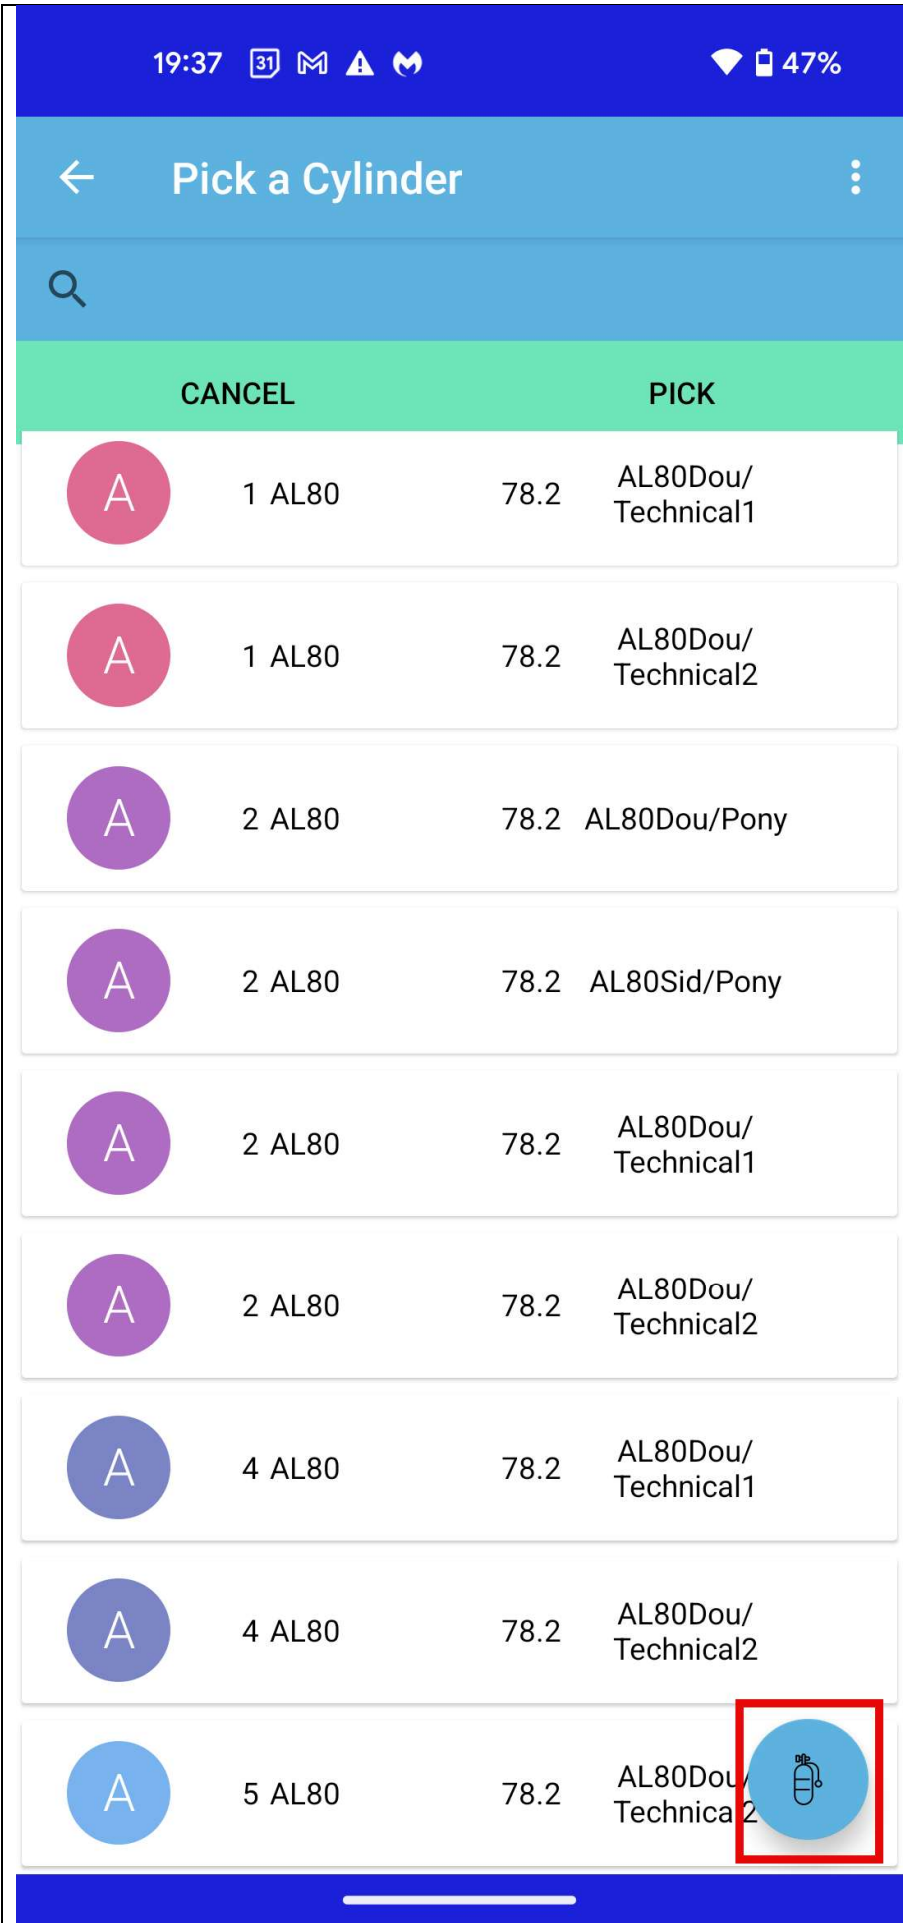 19:37 31 47%
Pick a Cylinder
CANCEL PICK
A 1 AL80 78.2 AL80Dou/
Technical1
A 1 AL80 78.2 AL80Dou/
Technical2
A 2 AL80 78.2 AL80Dou/Pony
A 2 AL80 78.2 AL80Sid/Pony
A 2 AL80 78.2 AL80Dou/
Technical1
A 2 AL80 78.2 AL80Dou/
Technical2
A 4 AL80 78.2 AL80Dou/
Technical1
A 4 AL80 78.2 AL80Dou/
Technical2
A 5 AL80 78.2 AL80Dou/
Technical2